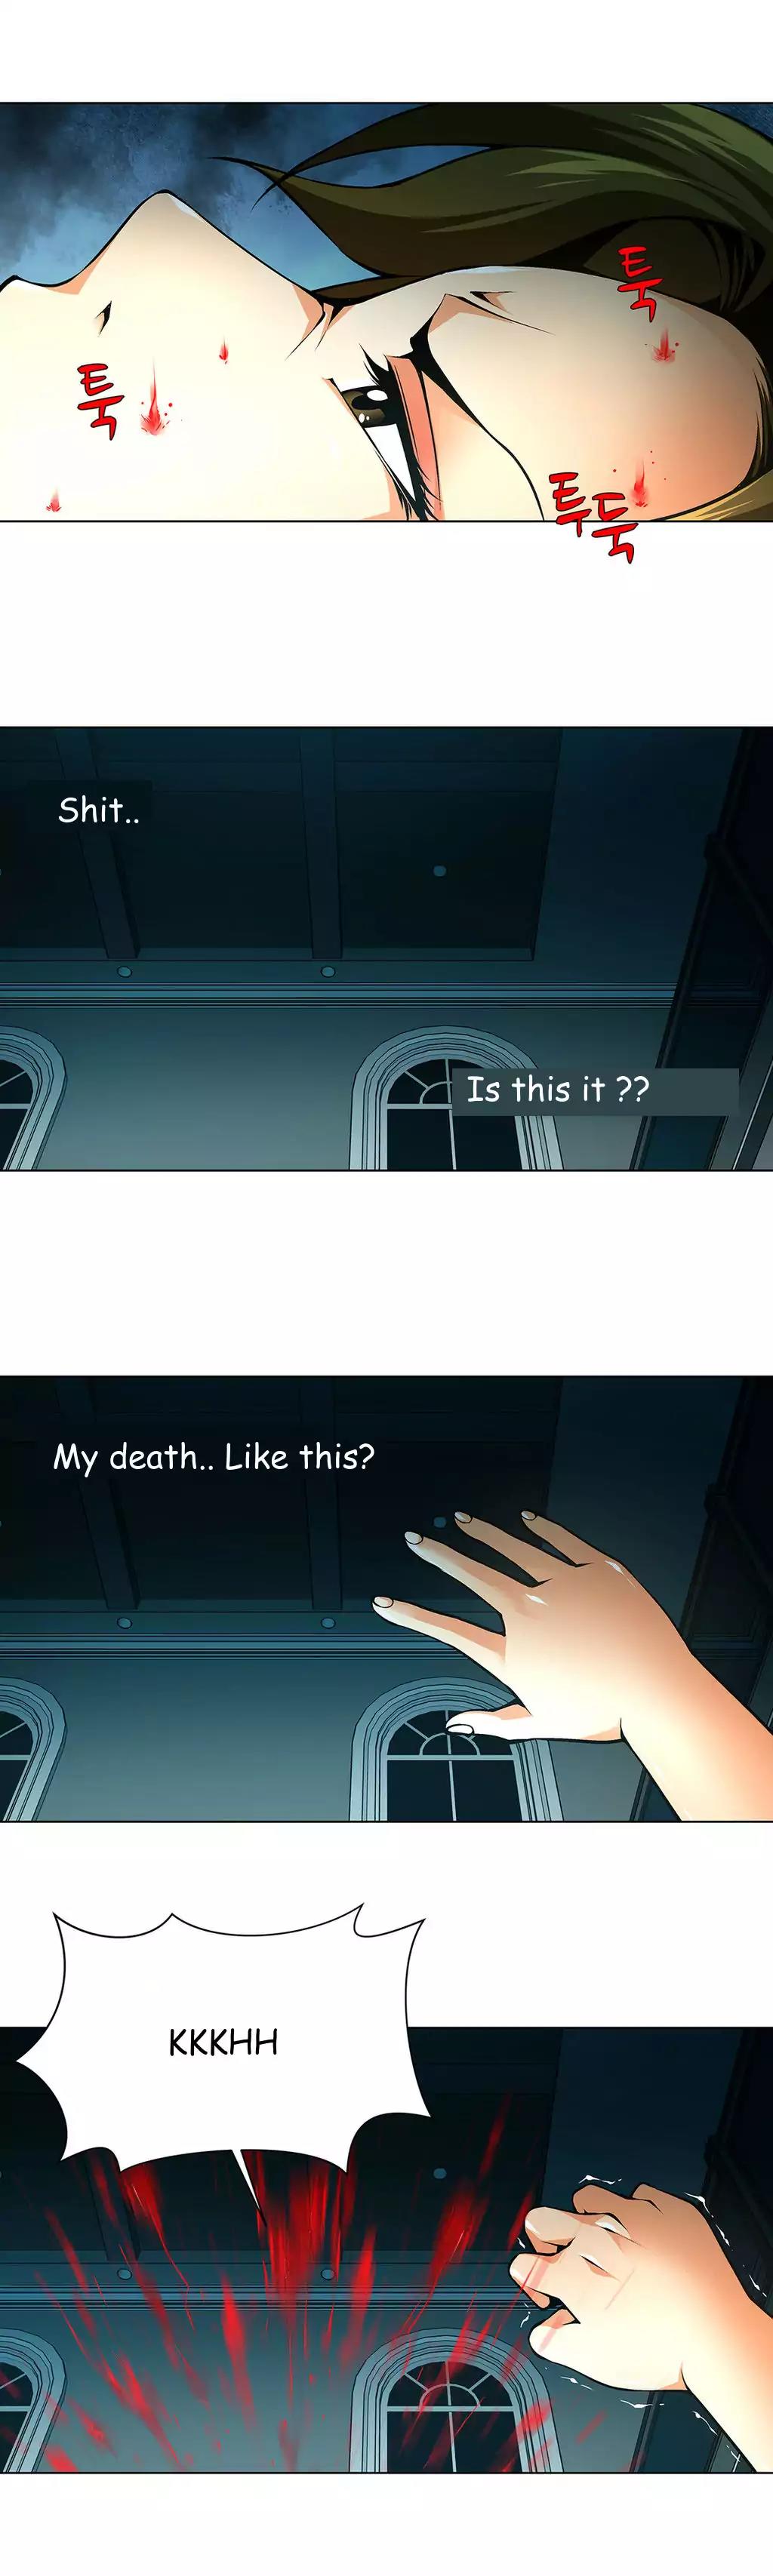 툭
툭
투둑
Shit..
Is this it ??
My death.. Like this?
KKKHH